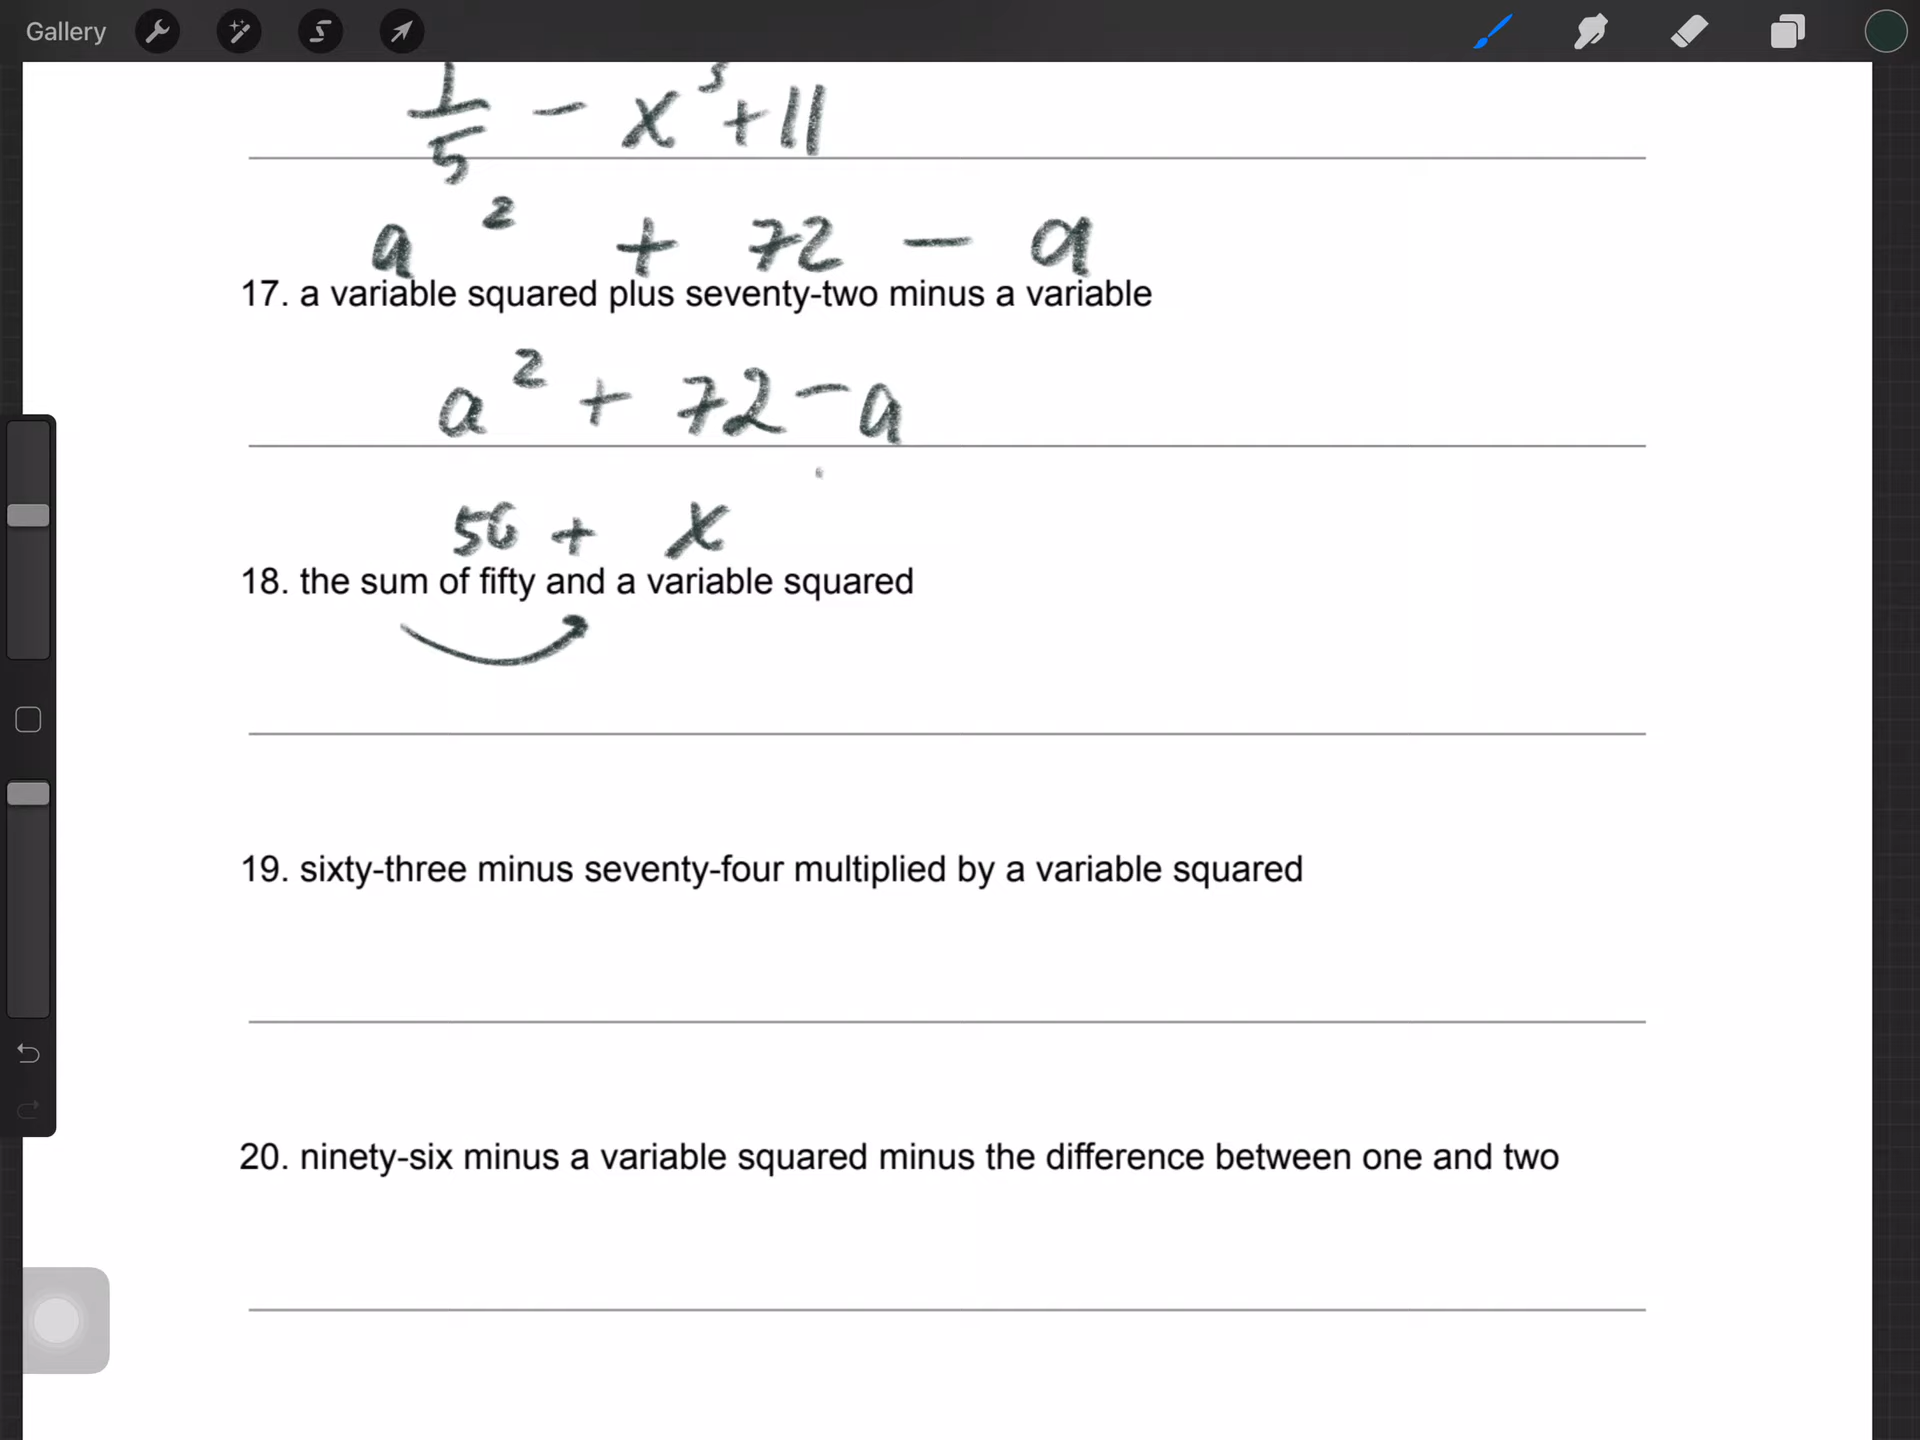 Gallery
1/5 - x⁵ + 11
a² + 72 - a
17. a variable squared plus seventy-two minus a variable
a² + 72 - a
50 + x
18. the sum of fifty and a variable squared
19. sixty-three minus seventy-four multiplied by a variable squared
20. ninety-six minus a variable squared minus the difference between one and two